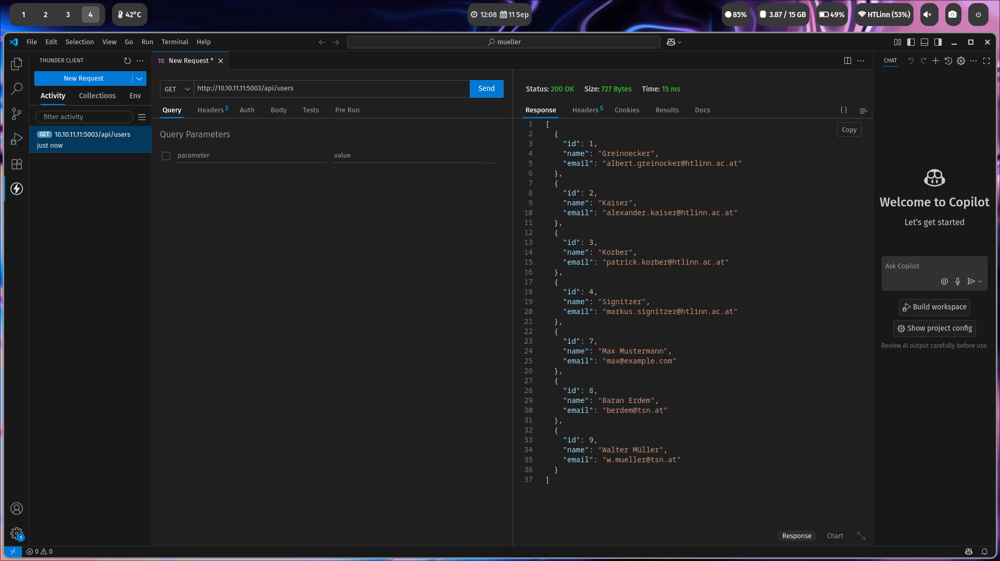 1 2 3 4 42°C 12:08 11 Sep 85% 3.87 / 15 GB 49% HTLinn (53%)
File Edit Selection View Go Run Terminal Help mueller
THUNDER CLIENT
New Request
Activity Collections Env
filter activity
GET 10.10.11.11:5003/api/users
just now
TC New Request *
GET http://10.10.11.11:5003/api/users Send
Query Headers 2 Auth Body Tests Pre Run
Query Parameters
parameter value
Status: 200 OK Size: 727 Bytes Time: 15 ms
Response Headers 5 Cookies Results Docs { }
Copy
1 [
2 {
3 "id": 1,
4 "name": "Greinoecker",
5 "email": "albert.greinocker@htlinn.ac.at"
6 },
7 {
8 "id": 2,
9 "name": "Kaiser",
10 "email": "alexander.kaiser@htlinn.ac.at"
11 },
12 {
13 "id": 3,
14 "name": "Korber",
15 "email": "patrick.korber@htlinn.ac.at"
16 },
17 {
18 "id": 4,
19 "name": "Signitzer",
20 "email": "markus.signitzer@htlinn.ac.at"
21 },
22 {
23 "id": 7,
24 "name": "Max Mustermann",
25 "email": "max@example.com"
26 },
27 {
28 "id": 8,
29 "name": "Baran Erdem",
30 "email": "berdem@tsn.at"
31 },
32 {
33 "id": 9,
34 "name": "Walter Müller",
35 "email": "w.mueller@tsn.at"
36 }
37 ]
Response Chart
CHAT
Welcome to Copilot
Let's get started
Ask Copilot
@
Build workspace
Show project config
Review AI output carefully before use.
1
0 0